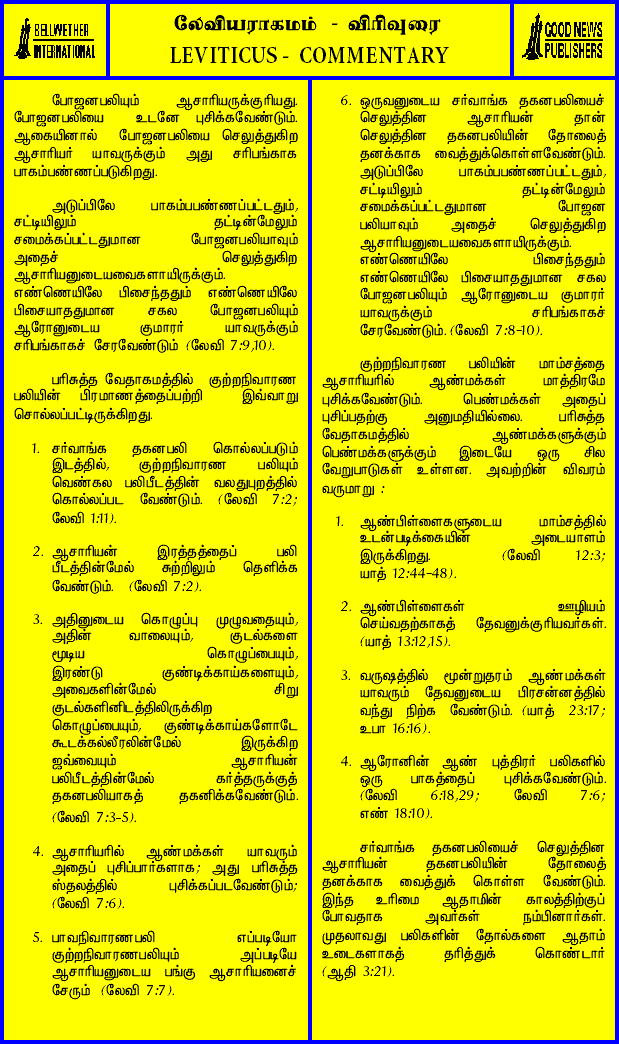 BELLWETHER
INTERNATIONAL
லேவியராகமம் - விரிவுரை
LEVITICUS - COMMENTARY
GOOD NEWS
PUBLISHERS
போஜனபலியும் ஆசாரியருக்குரியது.
போஜனபலியை உடனே புசிக்கவேண்டும்.
ஆகையினால் போஜனபலியை செலுத்துகிற
ஆசாரியர் யாவருக்கும் அது சரிபங்காக
பாகம்பண்ணப்படுகிறது.
அடுப்பிலே பாகம்பபண்ணப்பட்டதும்,
சட்டியிலும் தட்டின்மேலும்
சமைக்கப்பட்டதுமான போஜனபலியாவும்
அதைச் செலுத்துகிற
ஆசாரியனுடையவைகளாயிருக்கும்.
எண்ணெயிலே பிசைந்ததும் எண்ணெயிலே
பிசையாததுமான சகல போஜனபலியும்
ஆரோனுடைய குமாரர் யாவருக்கும்
சரிபங்காகச் சேரவேண்டும் (லேவி 7:9,10).
பரிசுத்த வேதாகமத்தில் குற்றநிவாரண
பலியின் பிரமாணத்தைப்பற்றி இவ்வாறு
சொல்லப்பட்டிருக்கிறது.
1. சர்வாங்க தகனபலி கொல்லப்படும்
இடத்தில், குற்றநிவாரண பலியும்
வெண்கல பலிபீடத்தின் வலதுபுறத்தில்
கொல்லப்பட வேண்டும். (லேவி 7:2;
லேவி 1:11).
2. ஆசாரியன் இரத்தத்தைப் பலி
பீடத்தின்மேல் சுற்றிலும் தெளிக்க
வேண்டும். (லேவி 7:2).
3. அதினுடைய கொழுப்பு முழுவதையும்,
அதின் வாலையும், குடல்களை
மூடிய கொழுப்பையும்,
இரண்டு குண்டிக்காய்களையும்,
அவைகளின்மேல் சிறு
குடல்களினிடத்திலிருக்கிற
கொழுப்பையும், குண்டிக்காய்களோடே
கூடகக்கல்லீரலின்மேல் இருக்கிற
ஜவ்வையும் ஆசாரியன்
பலிபீடத்தின்மேல் கர்த்தருக்குத்
தகனபலியாகத் தகனிக்கவேண்டும்.
(லேவி 7:3-5).
4. ஆசாரியரில் ஆண்மக்கள் யாவரும்
அதைப் புசிப்பார்களாக; அது பரிசுத்த
ஸ்தலத்தில் புசிக்கப்படவேண்டும்;
(லேவி 7:6).
5. பாவநிவாரணபலி எப்படியோ
குற்றநிவாரணபலியும் அப்படியே
ஆசாரியனுடைய பங்கு ஆசாரியனைச்
சேரும் (லேவி 7:7).
6. ஒருவனுடைய சர்வாங்க தகனபலியைச்
செலுத்தின ஆசாரியன் தான்
செலுத்தின தகனபலியின் தோலைத்
தனக்காக வைத்துக்கொள்ளவேண்டும்.
அடுப்பிலே பாகம்பபண்ணப்பட்டதும்,
சட்டியிலும் தட்டின்மேலும்
சமைக்கப்பட்டதுமான போஜன
பலியாவும் அதைச் செலுத்துகிற
ஆசாரியனுடையவைகளாயிருக்கும்.
எண்ணெயிலே பிசைந்ததும்
எண்ணெயிலே பிசையாததுமான சகல
போஜனபலியும் ஆரோனுடைய குமாரர்
யாவருக்கும் சரிபங்காகச்
சேரவேண்டும். (லேவி 7:8-10).
குற்றநிவாரண பலியின் மாம்சத்தை
ஆசாரியரில் ஆண்மக்கள் மாத்திரமே
புசிக்கவேண்டும். பெண்மக்கள் அதைப்
புசிப்பதற்கு அனுமதியில்லை. பரிசுத்த
வேதாகமத்தில் ஆண்மக்களுக்கும்
பெண்மக்களுக்கும் இடையே ஒரு சில
வேறுபாடுகள் உள்ளன. அவற்றின் விவரம்
வருமாறு :
1. ஆண்பிள்ளைகளுடைய மாம்சத்தில்
உடன்படிக்கையின் அடையாளம்
இருக்கிறது. (லேவி 12:3;
யாத் 12:44-48).
2. ஆண்பிள்ளைகள் ஊழியம்
செய்வதற்காகத் தேவனுக்குரியவர்கள்.
(யாத் 13:12,15).
3. வருஷத்தில் மூன்றுதரம் ஆண்மக்கள்
யாவரும் தேவனுடைய பிரசன்னத்தில்
வந்து நிற்க வேண்டும். (யாத் 23:17;
உபா 16:16).
4. ஆரோனின் ஆண் புத்திரர் பலிகளில்
ஒரு பாகத்தைப் புசிக்கவேண்டும்.
(லேவி 6:18,29; லேவி 7:6;
எண் 18:10).
சர்வாங்க தகனபலியைச் செலுத்தின
ஆசாரியன் தகனபலியின் தோலைத்
தனக்காக வைத்துக் கொள்ள வேண்டும்.
இந்த உரிமை ஆதாமின் காலத்திற்குப்
போவதாக அவர்கள் நம்பினார்கள்.
முதலாவது பலிகளின் தோல்களை ஆதாம்
உடைகளாகத் தரித்துக் கொண்டார்
(ஆதி 3:21).